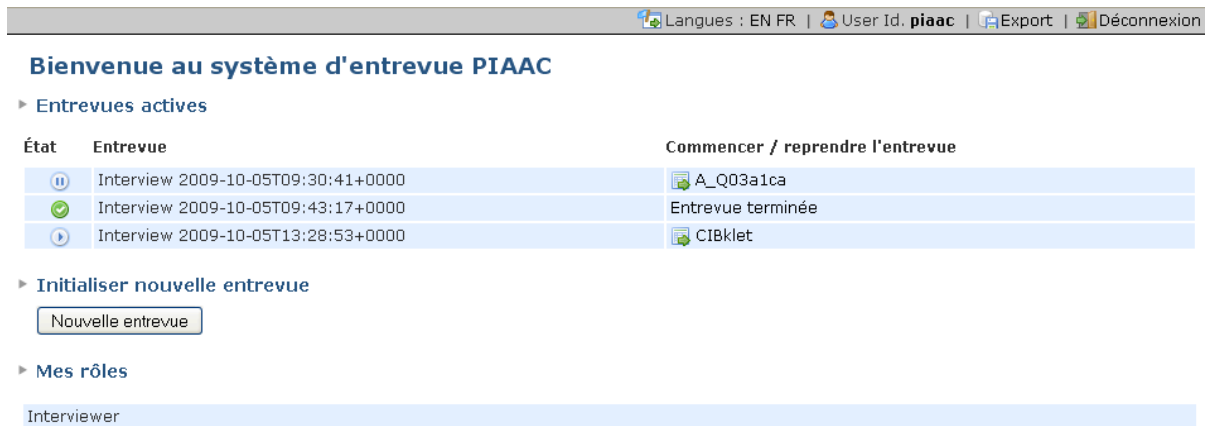 Langues : EN FR | User Id. piaac | Export | Déconnexion
Bienvenue au système d'entrevue PIAAC
Entrevues actives
État Entrevue Commencer / reprendre l'entrevue
Interview 2009-10-05T09:30:41+0000 A_Q03a1ca
Interview 2009-10-05T09:43:17+0000 Entrevue terminée
Interview 2009-10-05T13:28:53+0000 CIBklet
Initialiser nouvelle entrevue
Nouvelle entrevue
Mes rôles
Interviewer